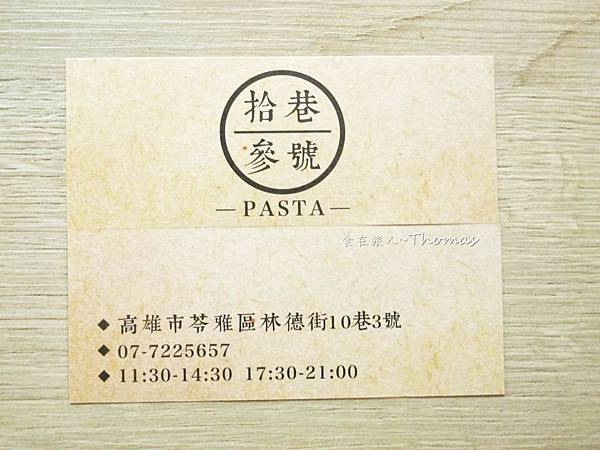 拾巷
參號
—PASTA—
食在旅人~Thomas
◆高雄市苓雅區林德街10巷3號
◆07-7225657
◆11:30-14:30 17:30-21:00